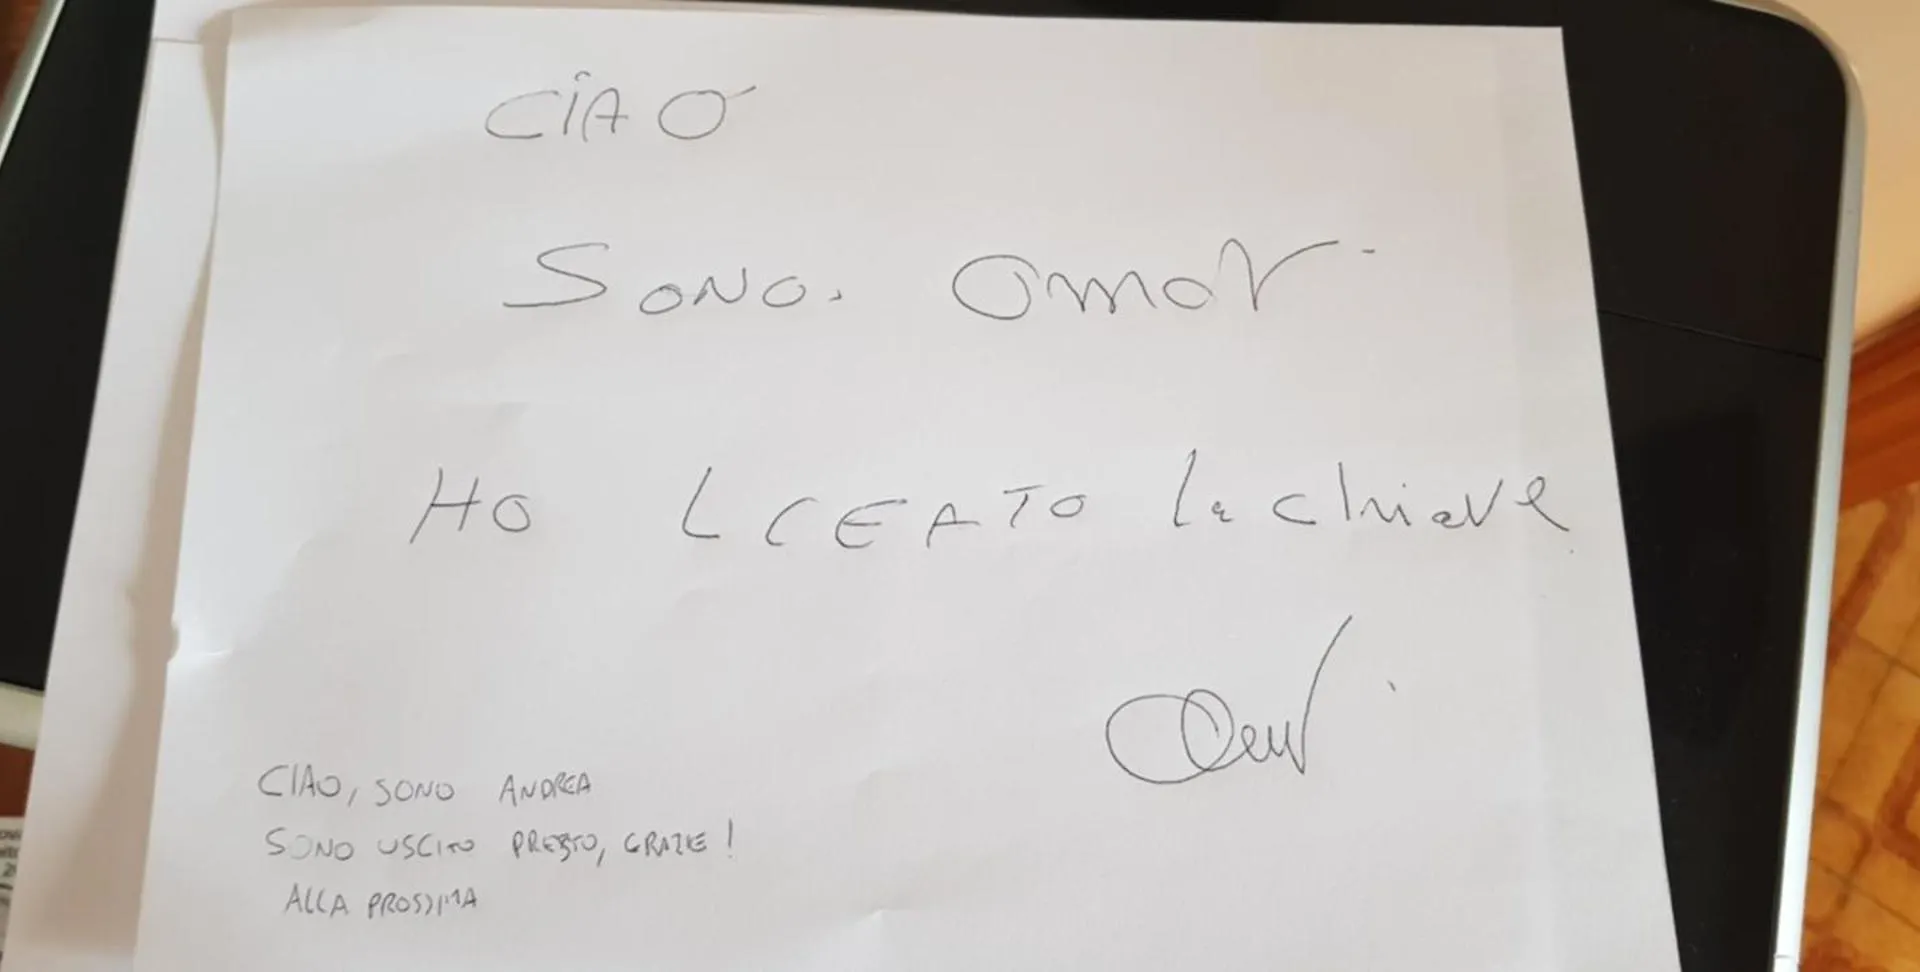 CIAO
SONO. Omar.
HO LCEATO la chiave
CIAO, SONO ANDREA
SONO USCITO PRESTO, GRAZIE!
ALLA PROSSIMA